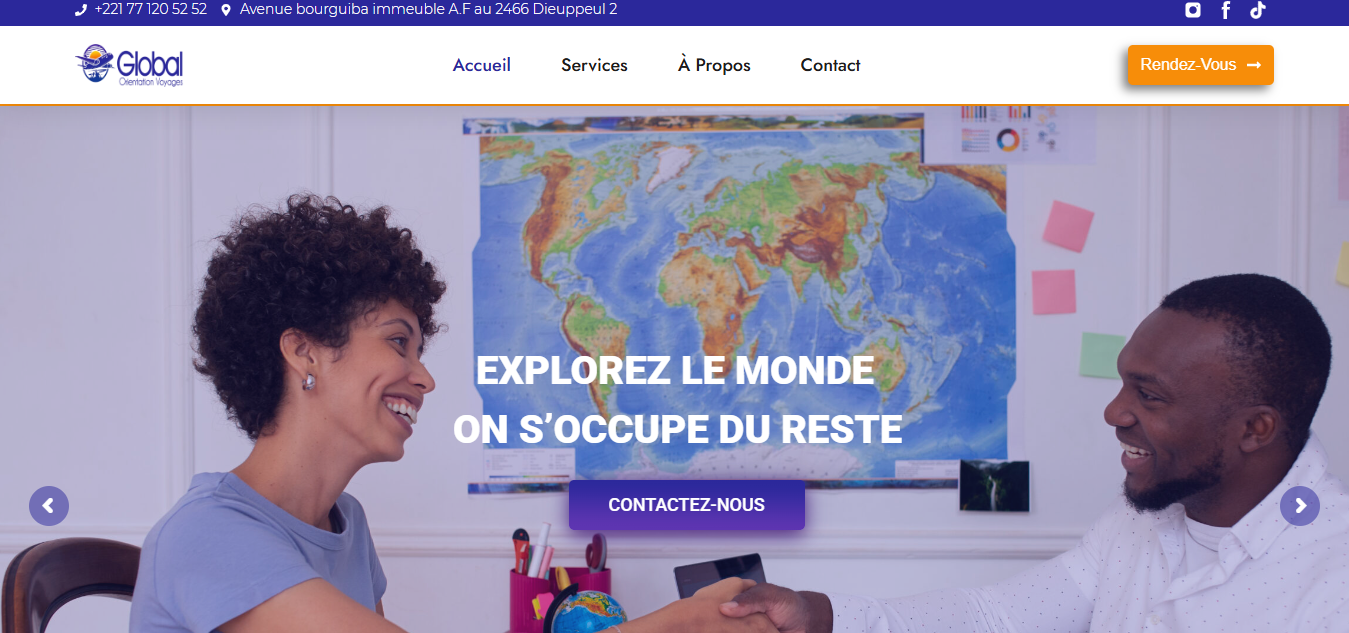 +221 77 120 52 52 Avenue bourguiba immeuble A.F au 2466 Dieuppeul 2
Global
Orientation Voyages
Accueil Services À Propos Contact
Rendez-Vous
EXPLOREZ LE MONDE
ON S’OCCUPE DU RESTE
CONTACTEZ-NOUS